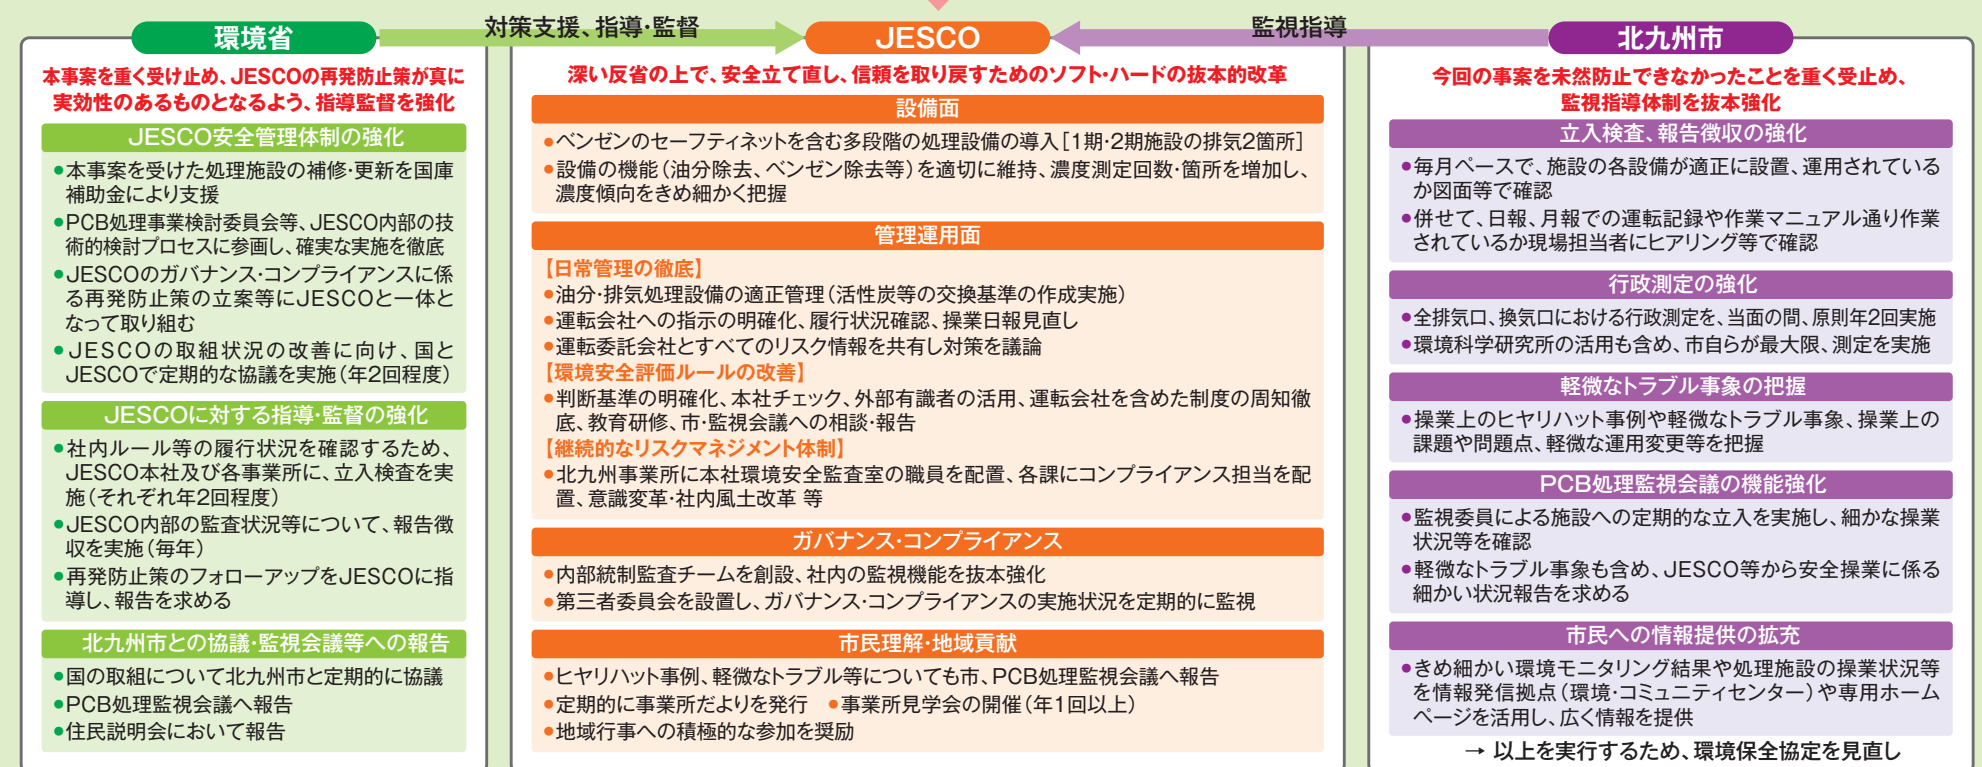 環境省
対策支援、指導・監督
JESCO
監視指導
北九州市
本事案を重く受け止め、JESCOの再発防止策が真に
実効性のあるものとなるよう、指導監督を強化
JESCO安全管理体制の強化
●本事案を受けた処理施設の補修・更新を国庫
補助金により支援
●PCB処理事業検討委員会等、JESCO内部の技
術的検討プロセスに参画し、確実な実施を徹底
●JESCOのガバナンス・コンプライアンスに係
る再発防止策の立案等にJESCOと一体と
なって取り組む
●JESCOの取組状況の改善に向け、国と
JESCOで定期的な協議を実施(年2回程度)
JESCOに対する指導・監督の強化
●社内ルール等の履行状況を確認するため、
JESCO本社及び各事業所に、立入検査を実
施(それぞれ年2回程度)
●JESCO内部の監査状況等について、報告徴
収を実施(毎年)
●再発防止策のフォローアップをJESCOに指
導し、報告を求める
北九州市との協議・監視会議等への報告
●国の取組について北九州市と定期的に協議
●PCB処理監視会議へ報告
●住民説明会において報告
深い反省の上で、安全立て直し、信頼を取り戻すためのソフト・ハードの抜本的改革
設備面
●ベンゼンのセーフティネットを含む多段階の処理設備の導入[1期・2期施設の排気2箇所]
●設備の機能(油分除去、ベンゼン除去等)を適切に維持、濃度測定回数・箇所を増加し、
濃度傾向をきめ細かく把握
管理運用面
【日常管理の徹底】
●油分・排気処理設備の適正管理(活性炭等の交換基準の作成実施)
●運転会社への指示の明確化、履行状況確認、操業日報見直し
●運転委託会社とすべてのリスク情報を共有し対策を議論
【環境安全評価ルールの改善】
●判断基準の明確化、本社チェック、外部有識者の活用、運転会社を含めた制度の周知徹
底、教育研修、市・監視会議への相談・報告
【継続的なリスクマネジメント体制】
●北九州事業所に本社環境安全監査室の職員を配置、各課にコンプライアンス担当を配
置、意識変革・社内風土改革 等
ガバナンス・コンプライアンス
●内部統制監査チームを創設、社内の監視機能を抜本強化
●第三者委員会を設置し、ガバナンス・コンプライアンスの実施状況を定期的に監視
市民理解・地域貢献
●ヒヤリハット事例、軽微なトラブル等についても市、PCB処理監視会議へ報告
●定期的に事業所だよりを発行 ●事業所見学会の開催(年1回以上)
●地域行事への積極的な参加を奨励
今回の事案を未然防止できなかったことを重く受止め、
監視指導体制を抜本強化
立入検査、報告徴収の強化
●毎月ペースで、施設の各設備が適正に設置、運用されている
か図面等で確認
●併せて、日報、月報での運転記録や作業マニュアル通り作業
されているか現場担当者にヒアリング等で確認
行政測定の強化
●全排気口、換気口における行政測定を、当面の間、原則年2回実施
●環境科学研究所の活用も含め、市自らが最大限、測定を実施
軽微なトラブル事象の把握
●操業上のヒヤリハット事例や軽微なトラブル事象、操業上の
課題や問題点、軽微な運用変更等を把握
PCB処理監視会議の機能強化
●監視委員による施設への定期的な立入を実施し、細かな操業
状況等を確認
●軽微なトラブル事象も含め、JESCO等から安全操業に係る
細かい状況報告を求める
市民への情報提供の拡充
●きめ細かい環境モニタリング結果や処理施設の操業状況等
を情報発信拠点(環境・コミュニティセンター)や専用ホーム
ページを活用し、広く情報を提供
→ 以上を実行するため、環境保全協定を見直し